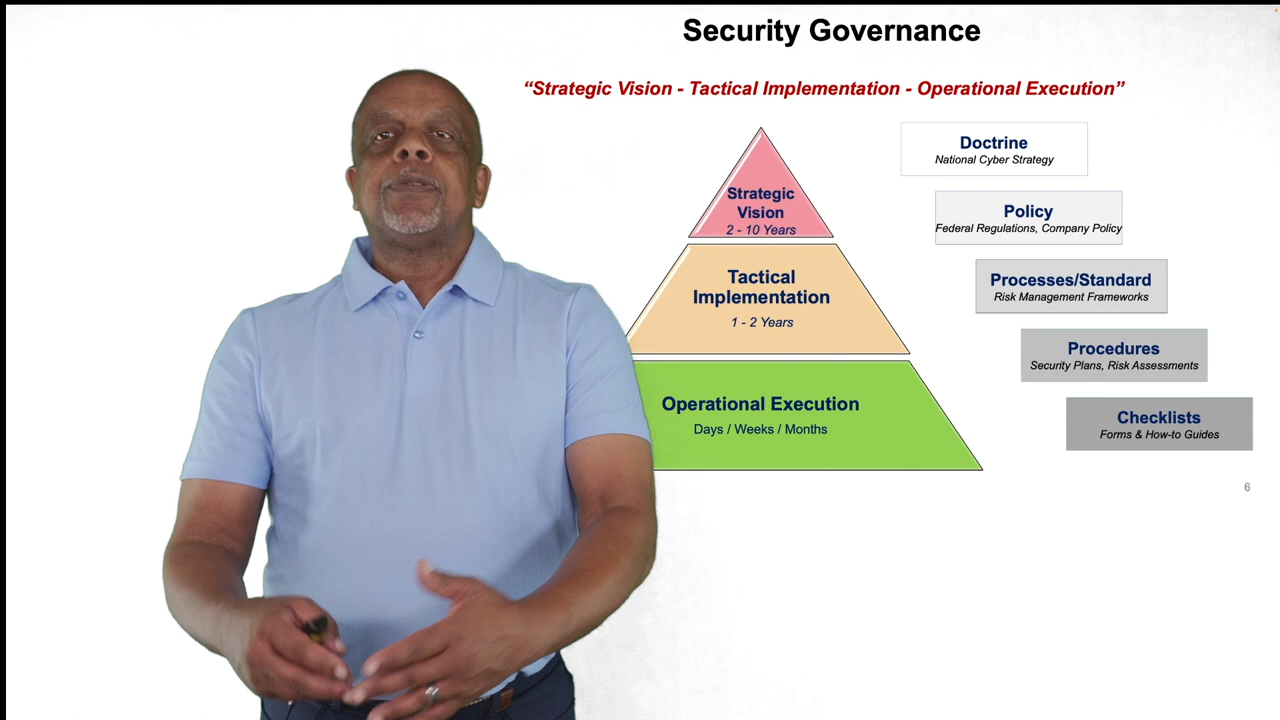 Security Governance
“Strategic Vision - Tactical Implementation - Operational Execution”
Strategic
Vision
2 - 10 Years
Tactical
Implementation
1 - 2 Years
Operational Execution
Days / Weeks / Months
Doctrine
National Cyber Strategy
Policy
Federal Regulations, Company Policy
Processes/Standard
Risk Management Frameworks
Procedures
Security Plans, Risk Assessments
Checklists
Forms & How-to Guides
6